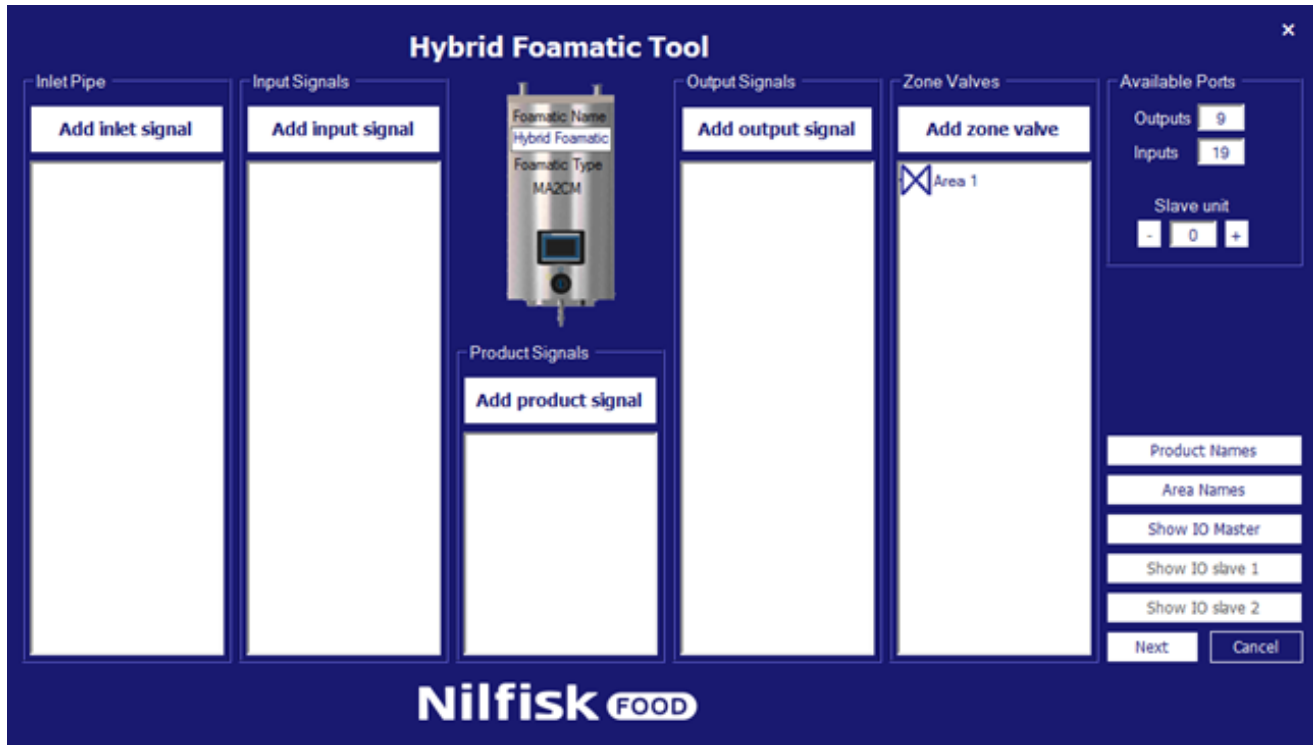 ×
Hybrid Foamatic Tool
Inlet Pipe
Add inlet signal
Input Signals
Add input signal
Foamatic Name
Hybrid Foamatic
Foamatic Type
MA2CM
Product Signals
Add product signal
Output Signals
Add output signal
Zone Valves
Add zone valve
Area 1
Available Ports
Outputs 9
Inputs 19
Slave unit
- 0 +
Product Names
Area Names
Show IO Master
Show IO slave 1
Show IO slave 2
Next Cancel
Nilfisk FOOD